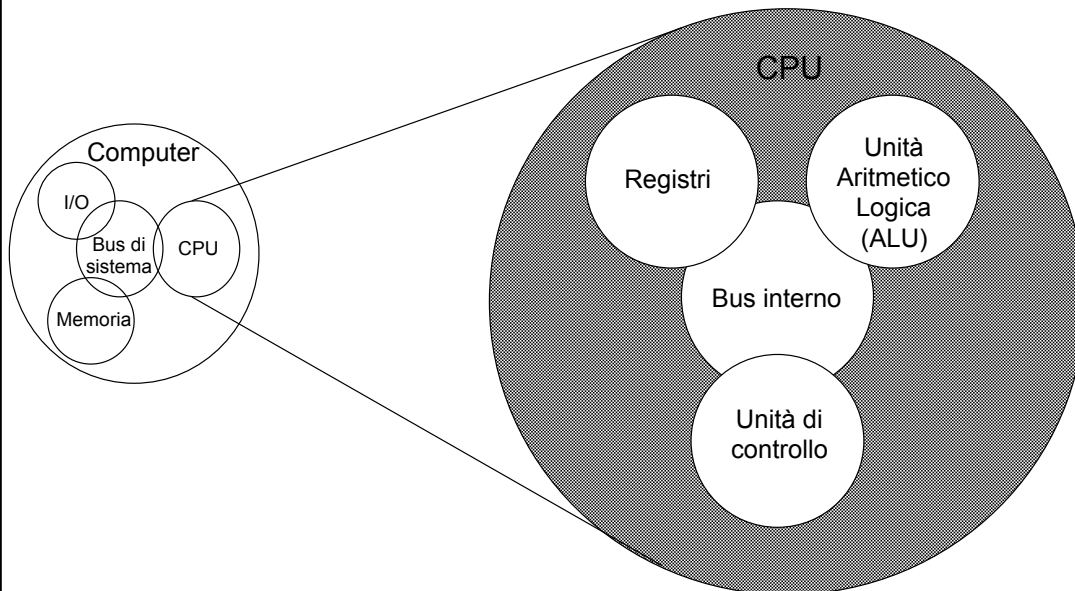 Computer
I/O
Bus di
sistema
CPU
Memoria
CPU
Registri
Unità
Aritmetico
Logica
(ALU)
Bus interno
Unità di
controllo